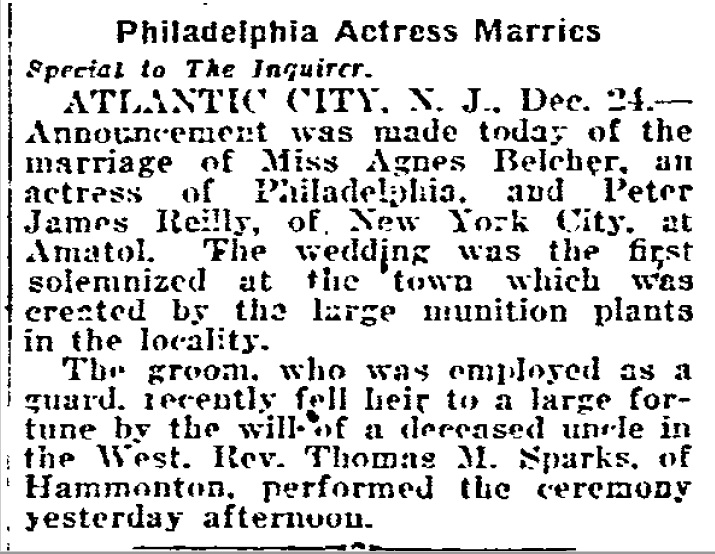 Philadelphia Actress Marries
Special to The Inquirer.
ATLANTIC CITY, N. J., Dec. 24.—
Announcement was made today of the
marriage of Miss Agnes Belcher, an
actress of Philadelphia, and Peter
James Reilly, of New York City, at
Amatol. The wedding was the first
solemnized at the town which was
created by the large munition plants
in the locality.
The groom, who was employed as a
guard, recently fell heir to a large for-
tune by the will of a deceased uncle in
the West. Rev. Thomas M. Sparks, of
Hammonton, performed the ceremony
yesterday afternoon.